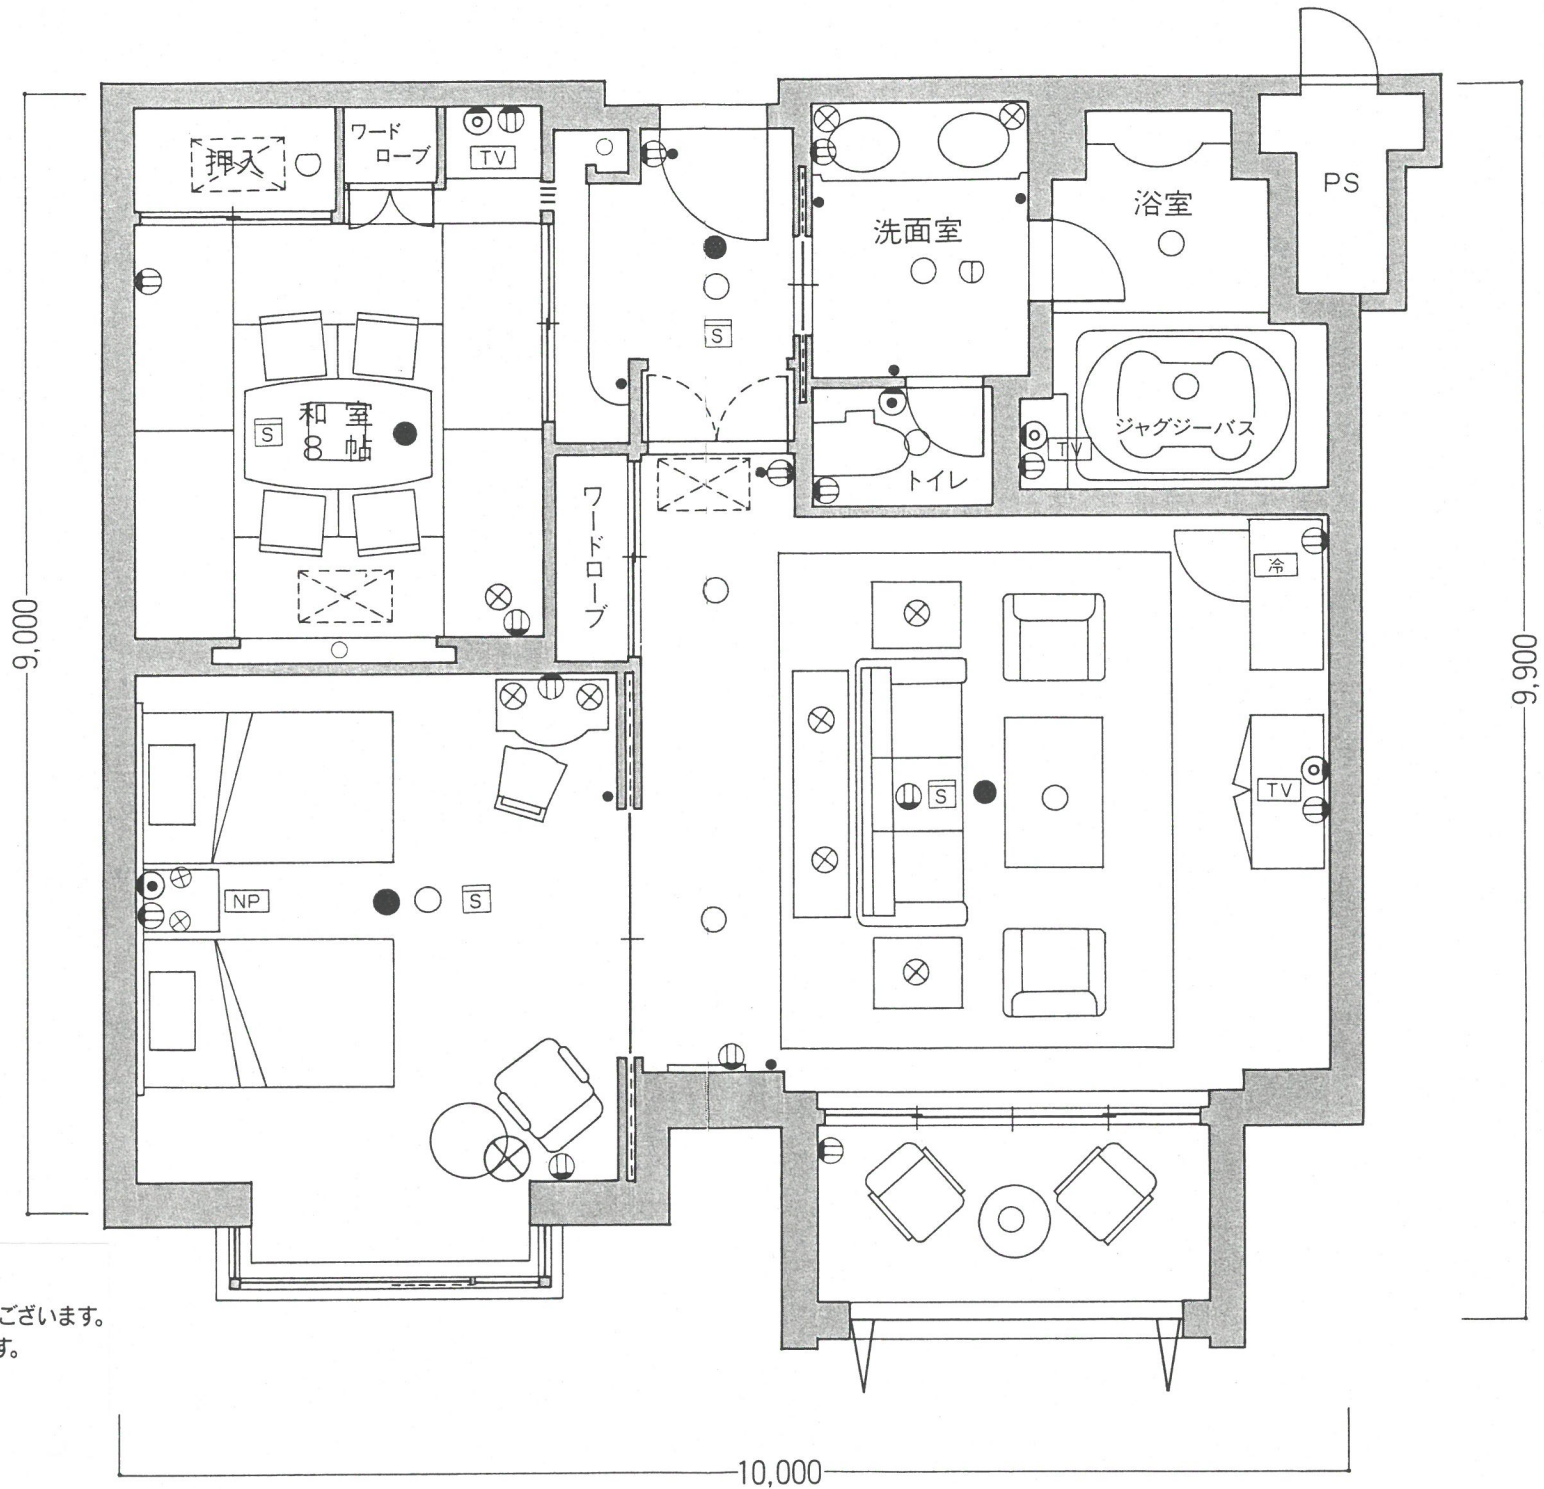 押入
ワード
ローブ
TV
PS
洗面室
浴室
S
和室
8帖
S
ジャグジーバス
TV
トイレ
ワードローブ
冷
9,000
9,900
S
TV
NP
S
ございます。
す。
10,000